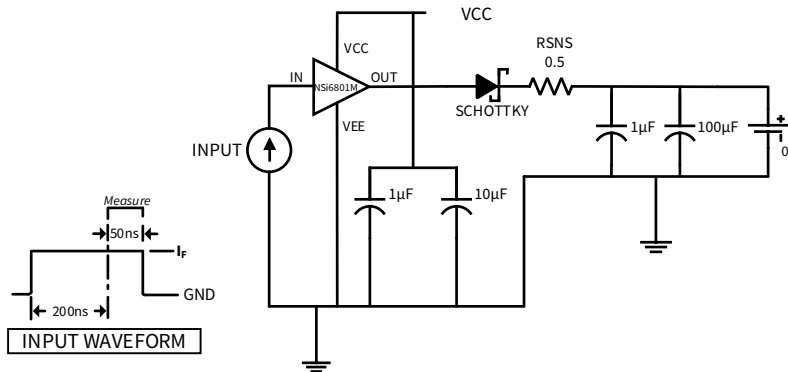 VCC
RSNS
0.5
VCC
IN
NSi6801M
OUT
SCHOTTKY
VEE
INPUT
1µF
100µF
+
0
1µF
10µF
Measure
50ns
IF
GND
200ns
INPUT WAVEFORM